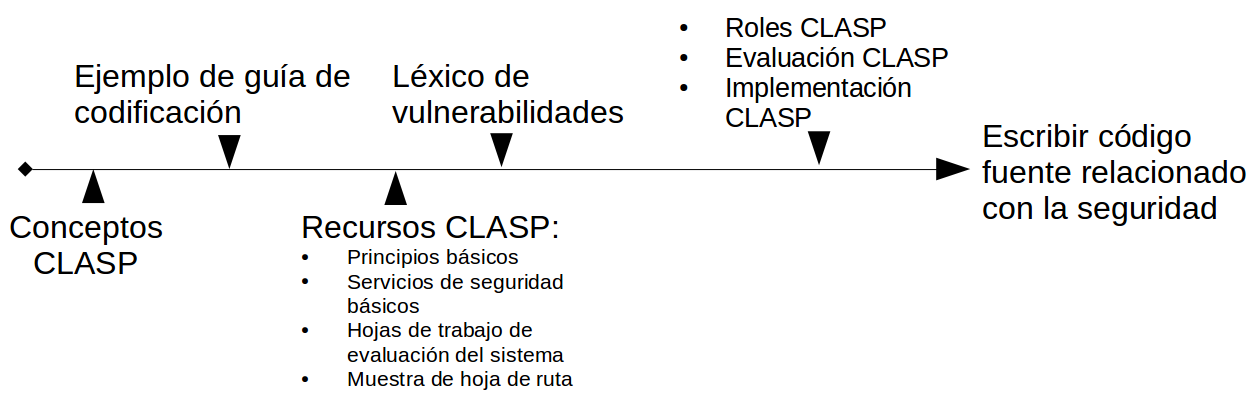 Roles CLASP
Evaluación CLASP
Implementación
CLASP
Ejemplo de guía de
codificación
Léxico de
vulnerabilidades
Escribir código
fuente relacionado
con la seguridad
Conceptos
CLASP
Recursos CLASP:
Principios básicos
Servicios de seguridad
básicos
Hojas de trabajo de
evaluación del sistema
Muestra de hoja de ruta